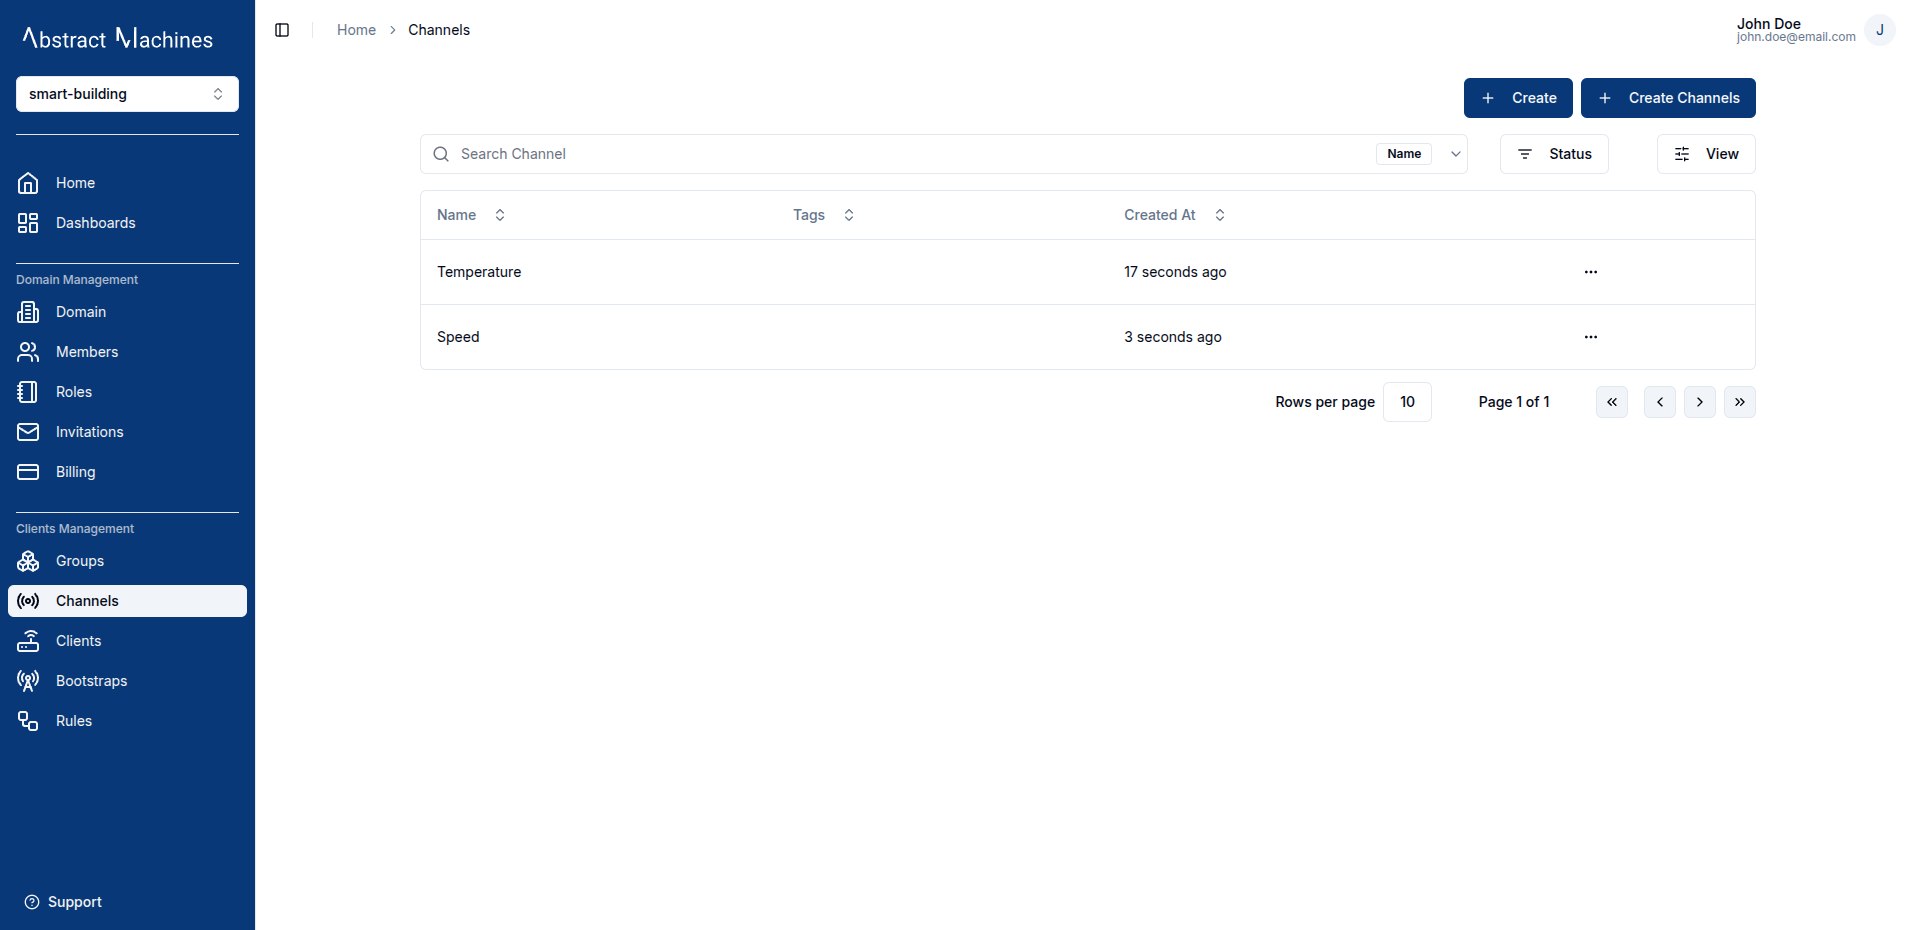 Abstract Machines
smart-building
Home
Dashboards
Domain Management
Domain
Members
Roles
Invitations
Billing
Clients Management
Groups
Channels
Clients
Bootstraps
Rules
Support
Home > Channels
John Doe
john.doe@email.com
J
+ Create
+ Create Channels
Search Channel Name
Status
View
Name Tags Created At
Temperature 17 seconds ago ...
Speed 3 seconds ago ...
Rows per page 10 Page 1 of 1